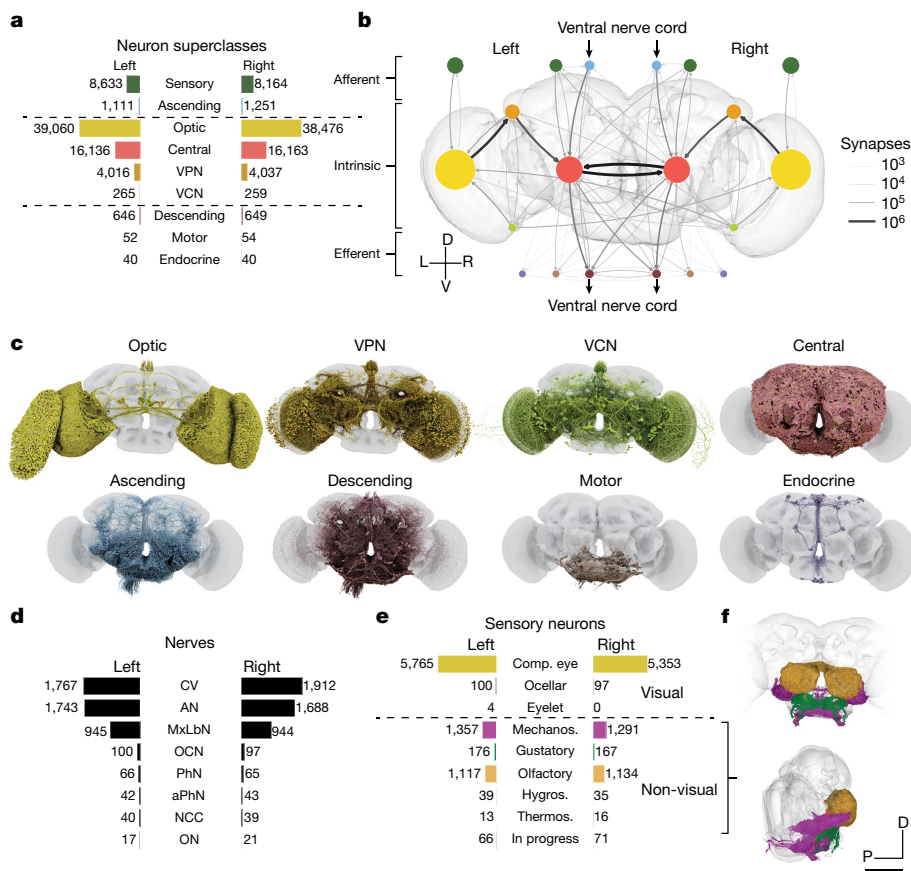 a
Neuron superclasses
Left Right
8,633 Sensory 8,164
1,111 Ascending 1,251
39,060 Optic 38,476
16,136 Central 16,163
4,016 VPN 4,037
265 VCN 259
646 Descending 649
52 Motor 54
40 Endocrine 40
b
Ventral nerve cord
Left Right
Afferent
Intrinsic
Efferent
D
L R
V
Ventral nerve cord
Synapses
10³
10⁴
10⁵
10⁶
c
Optic VPN VCN Central
Ascending Descending Motor Endocrine
d
Nerves
Left Right
1,767 CV 1,912
1,743 AN 1,688
945 MxLbN 944
100 OCN 97
66 PhN 65
42 aPhN 43
40 NCC 39
17 ON 21
e
Sensory neurons
Left Right
5,765 Comp. eye 5,353
100 Ocellar 97
4 Eyelet 0
Visual
1,357 Mechanos. 1,291
176 Gustatory 167
1,117 Olfactory 1,134
39 Hygros. 35
13 Thermos. 16
66 In progress 71
Non-visual
f
D
P